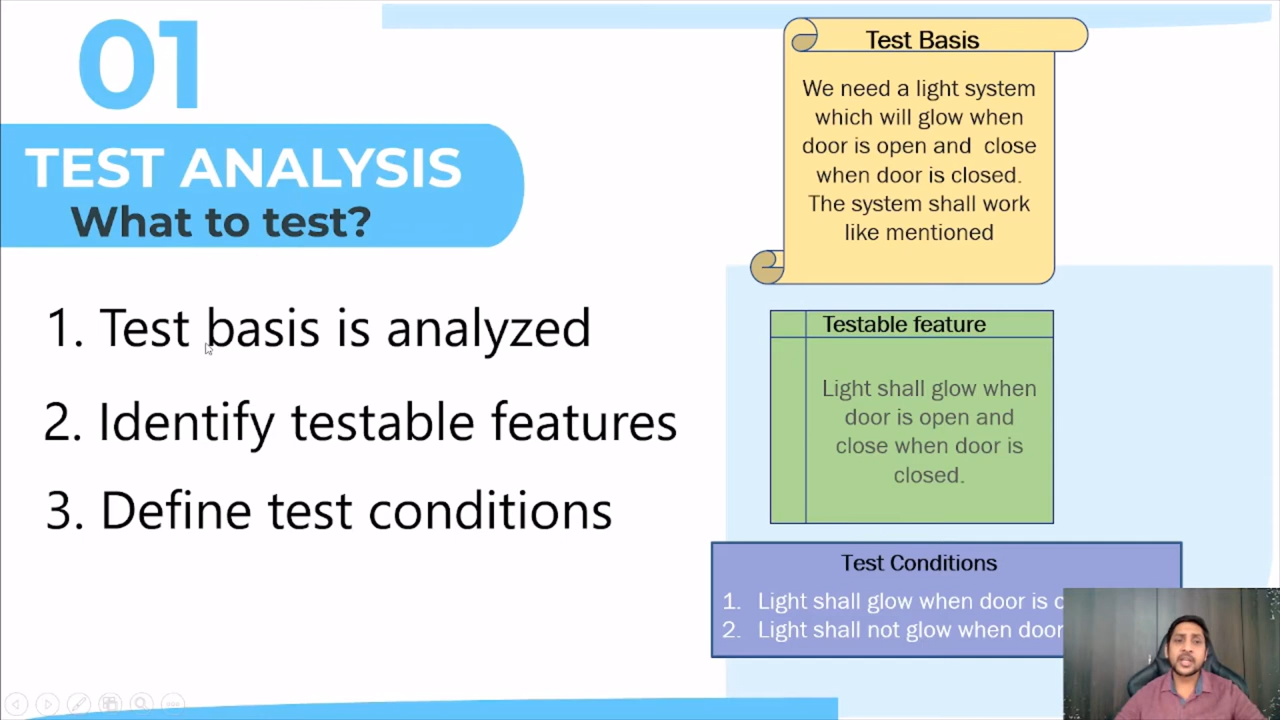 01
TEST ANALYSIS
What to test?
1. Test basis is analyzed
2. Identify testable features
3. Define test conditions
Test Basis
We need a light system
which will glow when
door is open and close
when door is closed.
The system shall work
like mentioned
Testable feature
Light shall glow when
door is open and
close when door is
closed.
Test Conditions
1. Light shall glow when door is
2. Light shall not glow when door